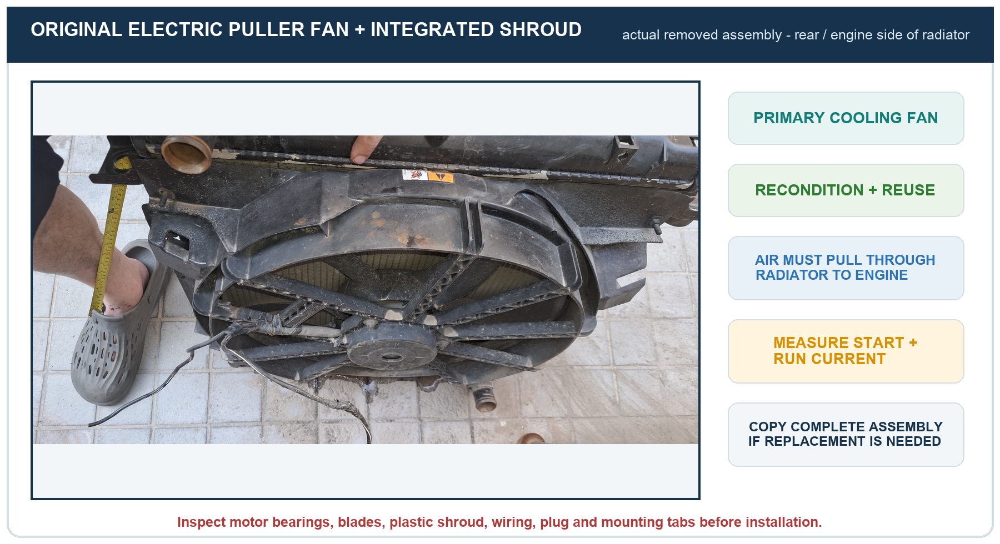 ORIGINAL ELECTRIC PULLER FAN + INTEGRATED SHROUD
actual removed assembly - rear / engine side of radiator
PRIMARY COOLING FAN
RECONDITION + REUSE
AIR MUST PULL THROUGH
RADIATOR TO ENGINE
MEASURE START +
RUN CURRENT
COPY COMPLETE ASSEMBLY
IF REPLACEMENT IS NEEDED
Inspect motor bearings, blades, plastic shroud, wiring, plug and mounting tabs before installation.